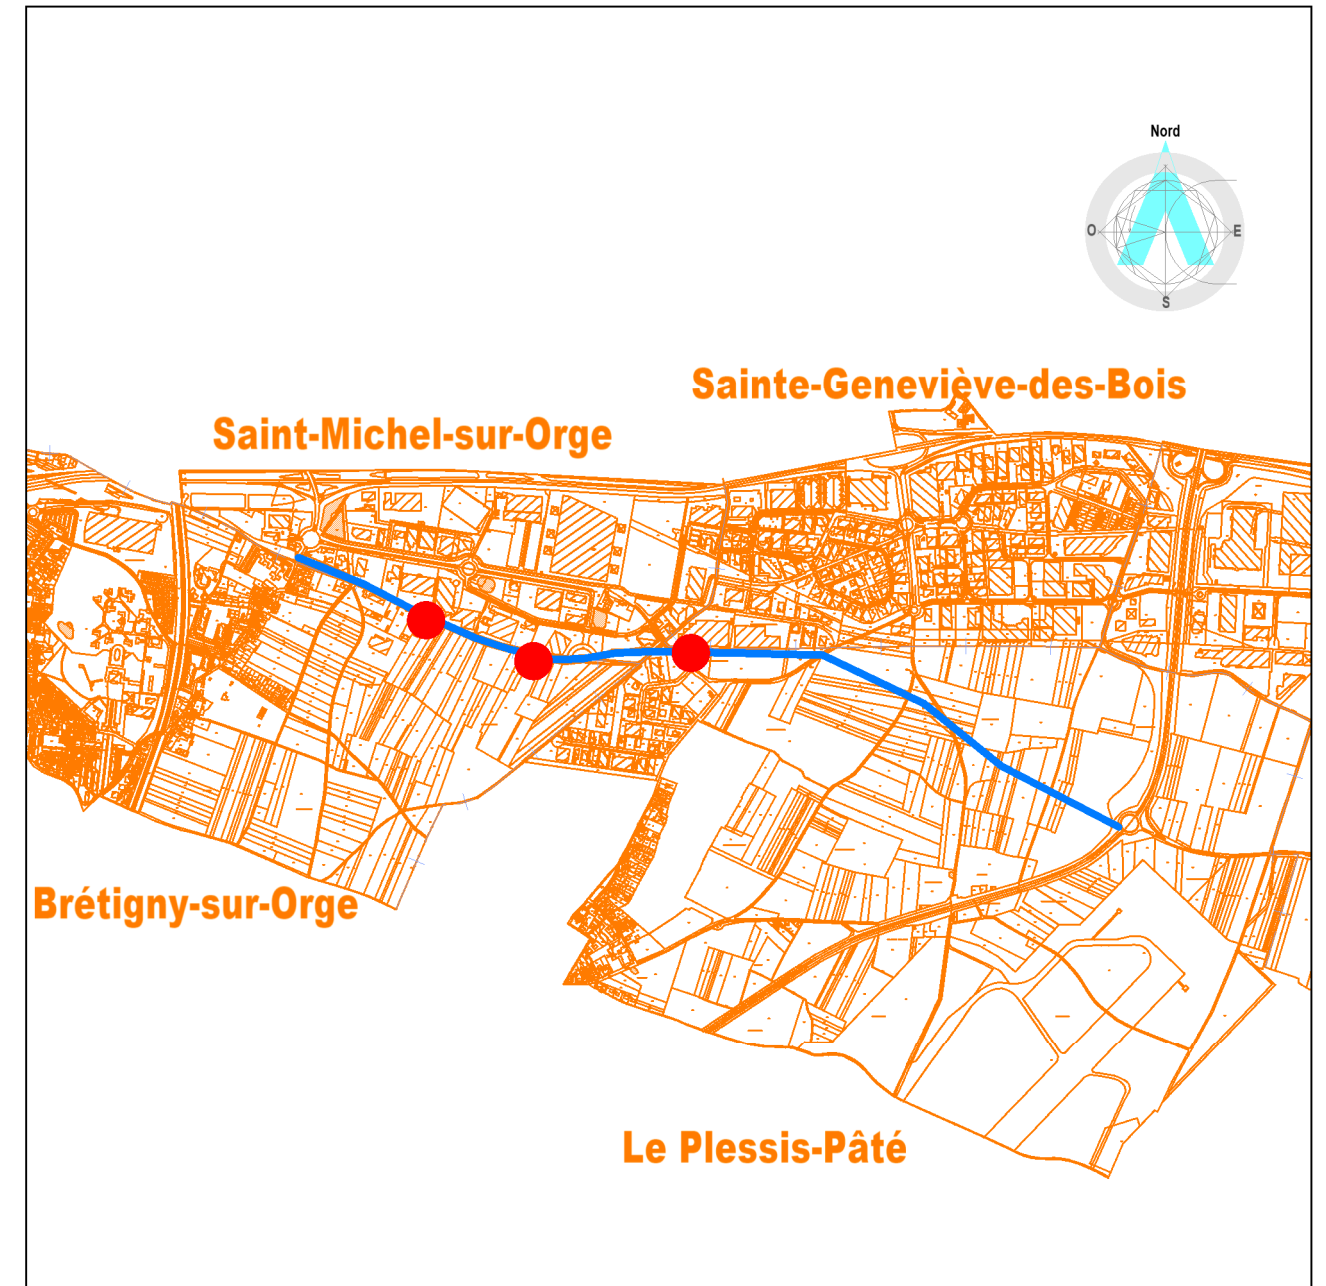 Nord
O
E
S
Sainte-Geneviève-des-Bois
Saint-Michel-sur-Orge
Brétigny-sur-Orge
Le Plessis-Pâté